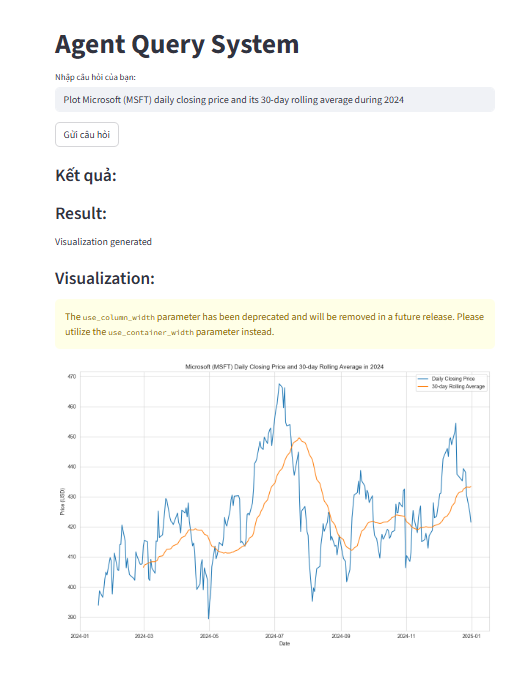 Agent Query System
Nhập câu hỏi của bạn:
Plot Microsoft (MSFT) daily closing price and its 30-day rolling average during 2024
Gửi câu hỏi
Kết quả:
Result:
Visualization generated
Visualization:
The use_column_width parameter has been deprecated and will be removed in a future release. Please
utilize the use_container_width parameter instead.
Microsoft (MSFT) Daily Closing Price and 30-day Rolling Average in 2024
Daily Closing Price
30-day Rolling Average
470
460
450
440
430
420
410
400
390
Price (USD)
2024-01
2024-03
2024-05
2024-07
2024-09
2024-11
2025-01
Date